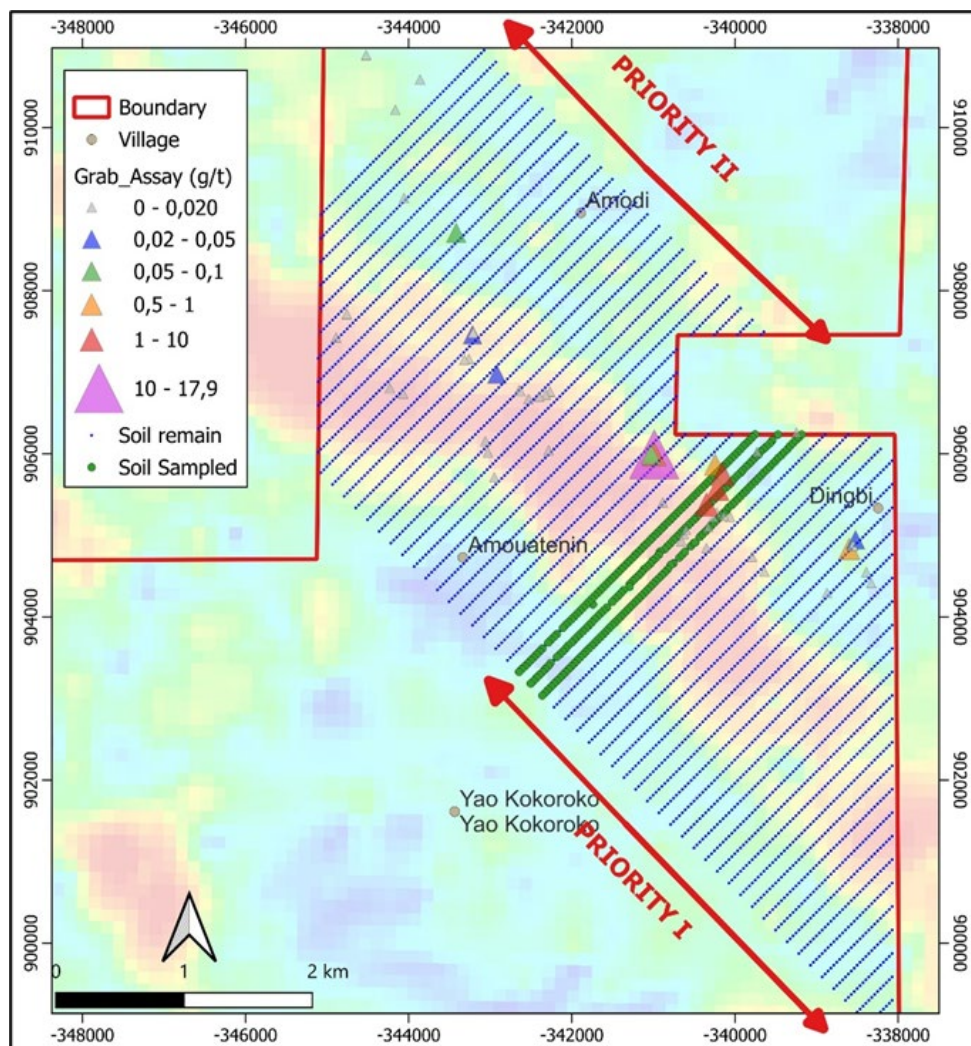 -348000 -346000 -344000 -342000 -340000 -338000
Boundary
Village
Grab_Assay (g/t)
0 - 0,020
0,02 - 0,05
0,05 - 0,1
0,5 - 1
1 - 10
10 - 17,9
Soil remain
Soil Sampled
PRIORITY II
Amodi
Dingbi
Amouatenin
Yao Kokoroko
Yao Kokoroko
PRIORITY I
910000
908000
906000
904000
902000
900000
910000
908000
906000
904000
902000
900000
0 1 2 km
-348000 -346000 -344000 -342000 -340000 -338000